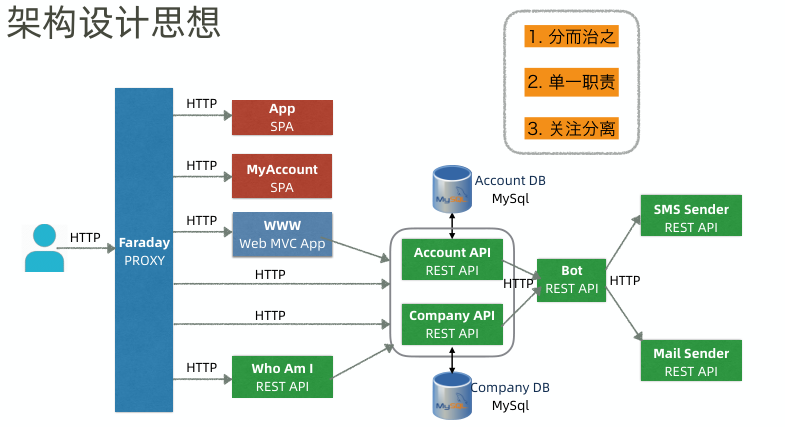 架构设计思想
1. 分而治之
2. 单一职责
3. 关注分离
HTTP
App
SPA
HTTP
MyAccount
SPA
HTTP
WWW
Web MVC App
HTTP
Faraday
PROXY
HTTP
HTTP
HTTP
Who Am I
REST API
MySQL
Account DB
MySql
Account API
REST API
Company API
REST API
MySQL
Company DB
MySql
HTTP
Bot
REST API
HTTP
SMS Sender
REST API
Mail Sender
REST API